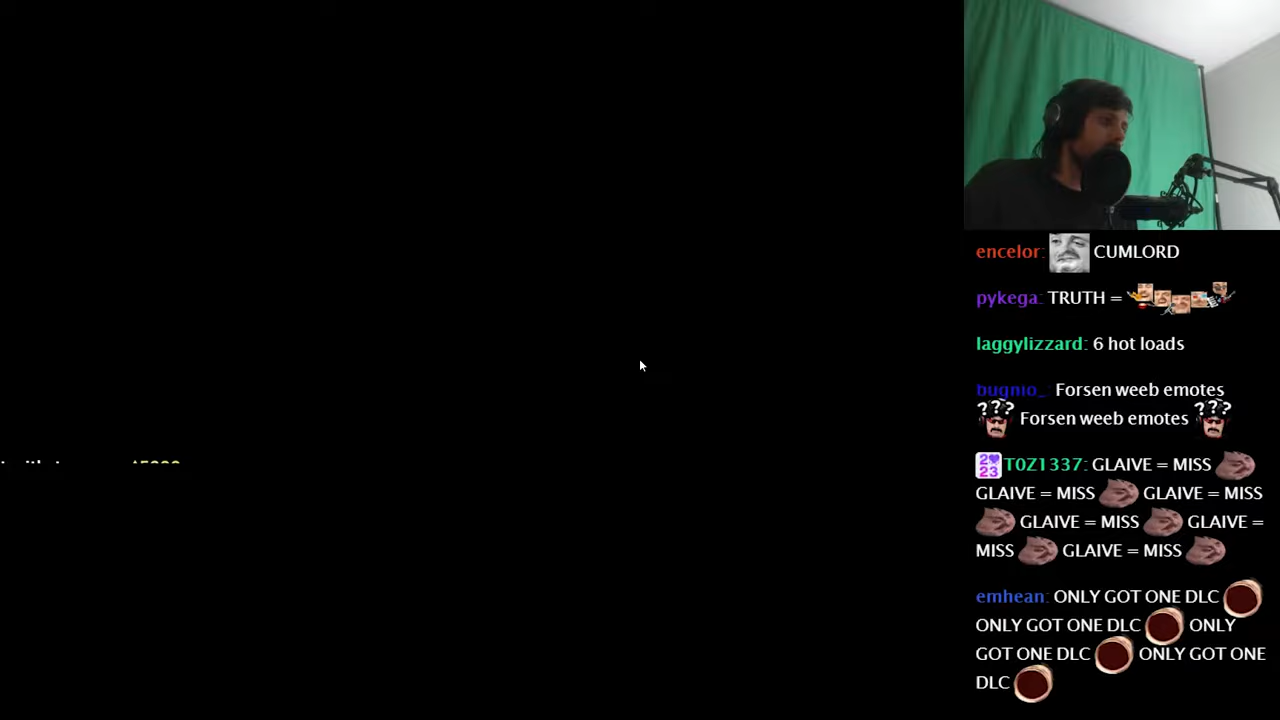 encelor: CUMLORD
pykega: TRUTH =
laggylizzard: 6 hot loads
bugnio_: Forsen weeb emotes
??? Forsen weeb emotes ???
2 23 T0Z1337: GLAIVE = MISS
GLAIVE = MISS GLAIVE = MISS
GLAIVE = MISS GLAIVE =
MISS GLAIVE = MISS
emhean: ONLY GOT ONE DLC
ONLY GOT ONE DLC ONLY
GOT ONE DLC ONLY GOT ONE
DLC